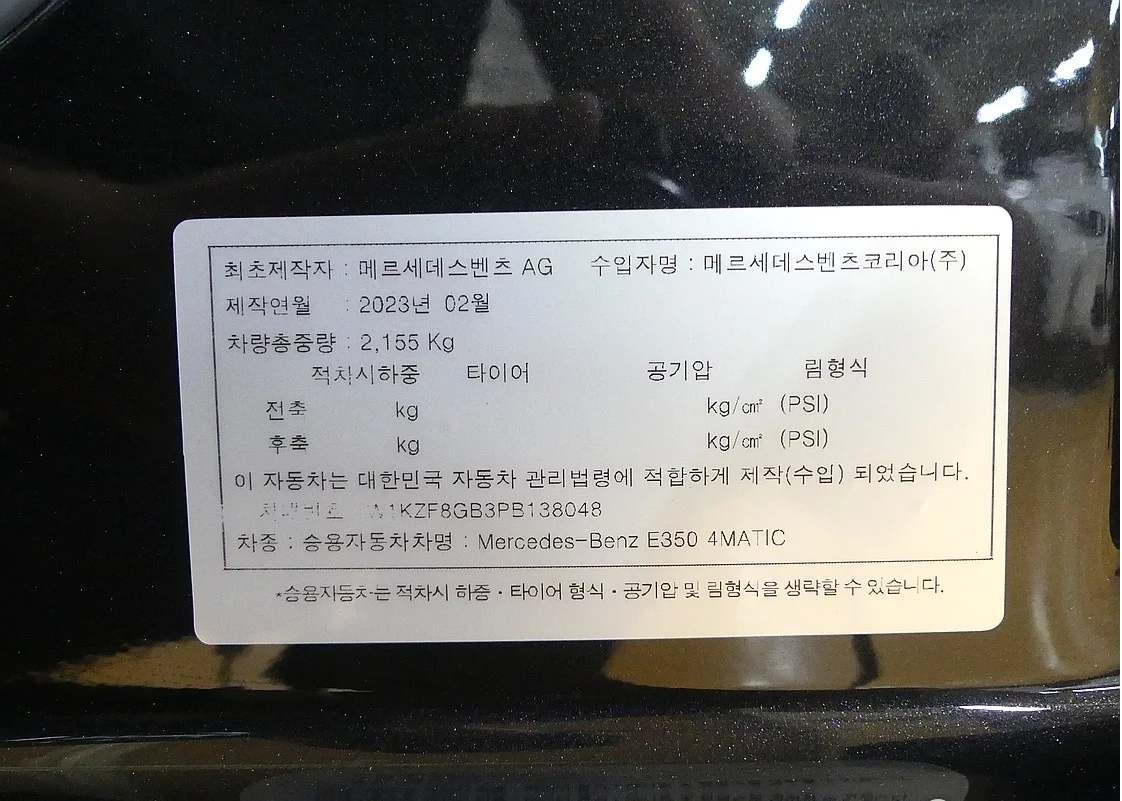 최초제작자 : 메르세데스벤츠 AG 수입자명 : 메르세데스벤츠코리아(주)
제작연월 : 2023년 02월
차량총중량 : 2,155 Kg
적차시하중 타이어 공기압 림형식
전축 kg kg/㎠ (PSI)
후축 kg kg/㎠ (PSI)
이 자동차는 대한민국 자동차 관리법령에 적합하게 제작(수입) 되었습니다.
차대번호 W1KZF8GB3PB138048
차종 : 승용자동차차명 : Mercedes-Benz E350 4MATIC
*승용자동차는 적차시 하중·타이어 형식·공기압 및 림형식을 생략할 수 있습니다.